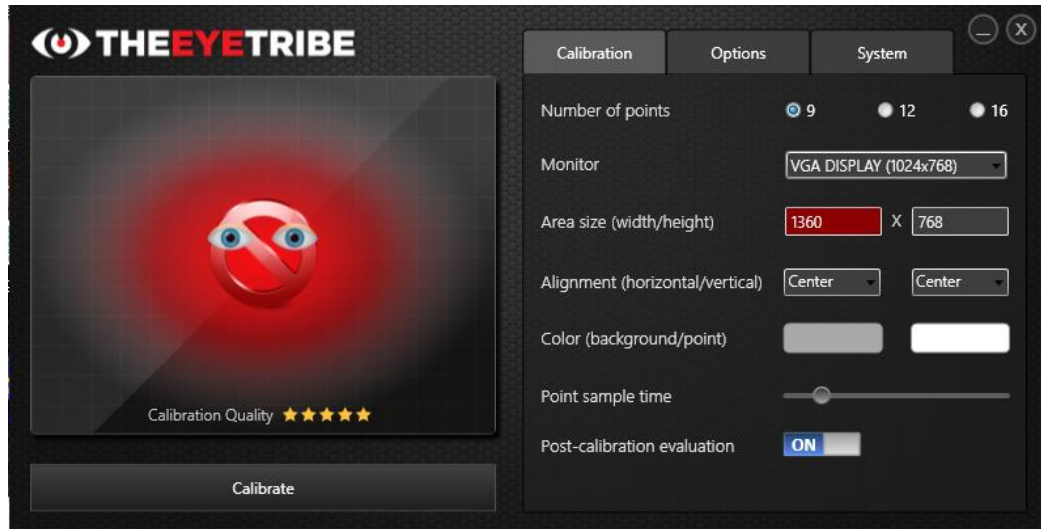 THEEYETRIBE
Calibration Quality
Calibrate
Calibration Options System
X
Number of points 9 12 16
Monitor VGA DISPLAY (1024x768)
Area size (width/height) 1360 X 768
Alignment (horizontal/vertical) Center Center
Color (background/point)
Point sample time
Post-calibration evaluation ON